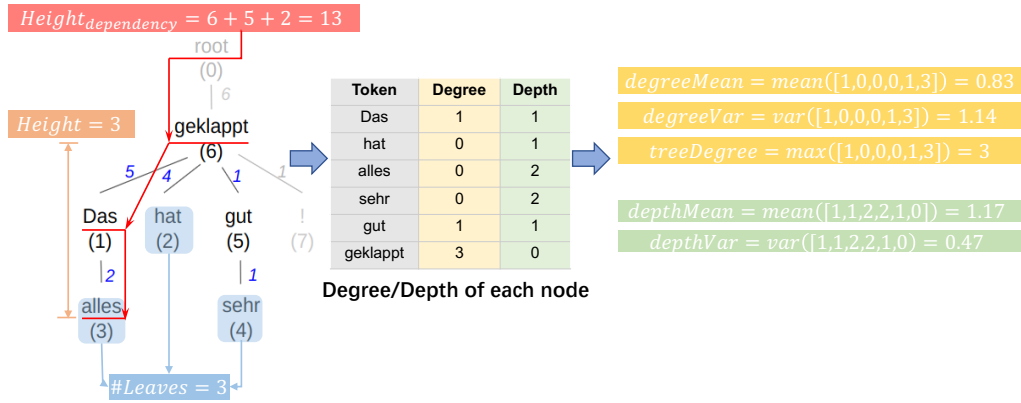 Height_dependency = 6 + 5 + 2 = 13
root
(0)
6
Height = 3
geklappt
(6)
5 4 1 1
Das hat gut !
(1) (2) (5) (7)
2 1
alles sehr
(3) (4)
#Leaves = 3
Token Degree Depth
Das 1 1
hat 0 1
alles 0 2
sehr 0 2
gut 1 1
geklappt 3 0
Degree/Depth of each node
degreeMean = mean([1,0,0,0,1,3]) = 0.83
degreeVar = var([1,0,0,0,1,3]) = 1.14
treeDegree = max([1,0,0,0,1,3]) = 3
depthMean = mean([1,1,2,2,1,0]) = 1.17
depthVar = var([1,1,2,2,1,0) = 0.47